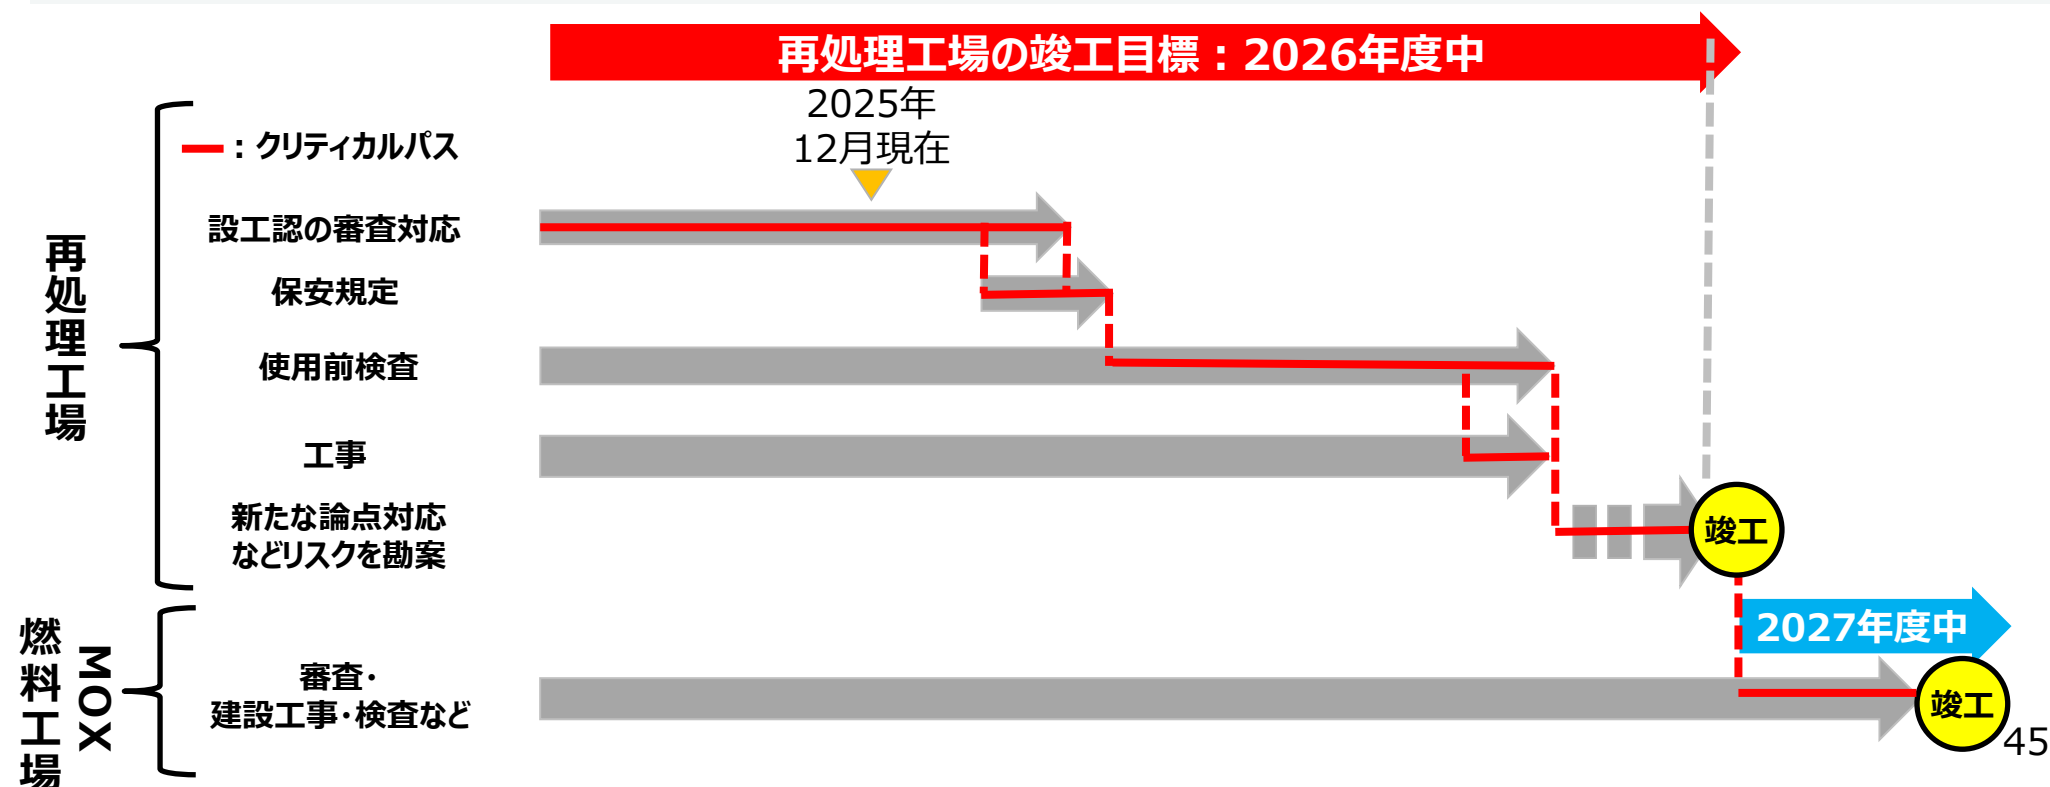 再処理工場の竣工目標：2026年度中
2025年
12月現在
：クリティカルパス
再処理工場
設工認の審査対応
保安規定
使用前検査
工事
新たな論点対応
などリスクを勘案
竣工
2027年度中
MOX
燃料工場
審査・
建設工事・検査など
竣工
45